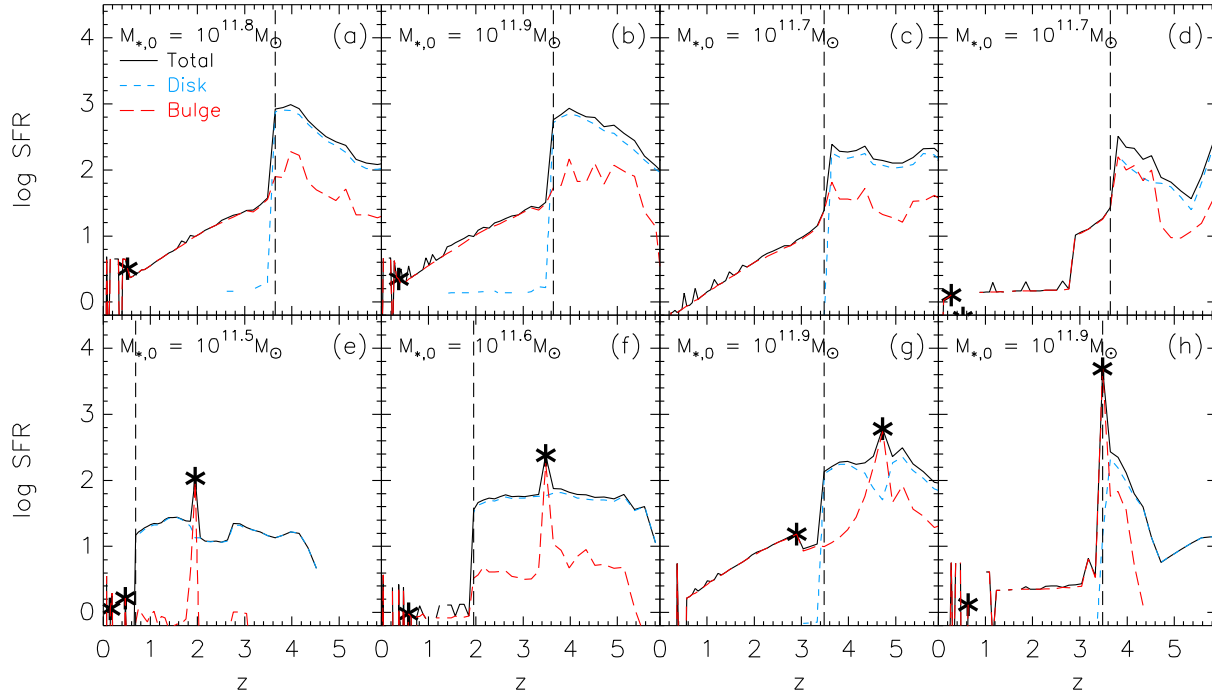 M*,0 = 10^11.8 M⊙ (a)
Total
Disk
Bulge
M*,0 = 10^11.9 M⊙ (b)
M*,0 = 10^11.7 M⊙ (c)
M*,0 = 10^11.7 M⊙ (d)
4
3
2
1
0
log SFR
M*,0 = 10^11.5 M⊙ (e)
M*,0 = 10^11.6 M⊙ (f)
M*,0 = 10^11.9 M⊙ (g)
M*,0 = 10^11.9 M⊙ (h)
4
3
2
1
0
log SFR
0 1 2 3 4 5 0 1 2 3 4 5 0 1 2 3 4 5 0 1 2 3 4 5
z z z z